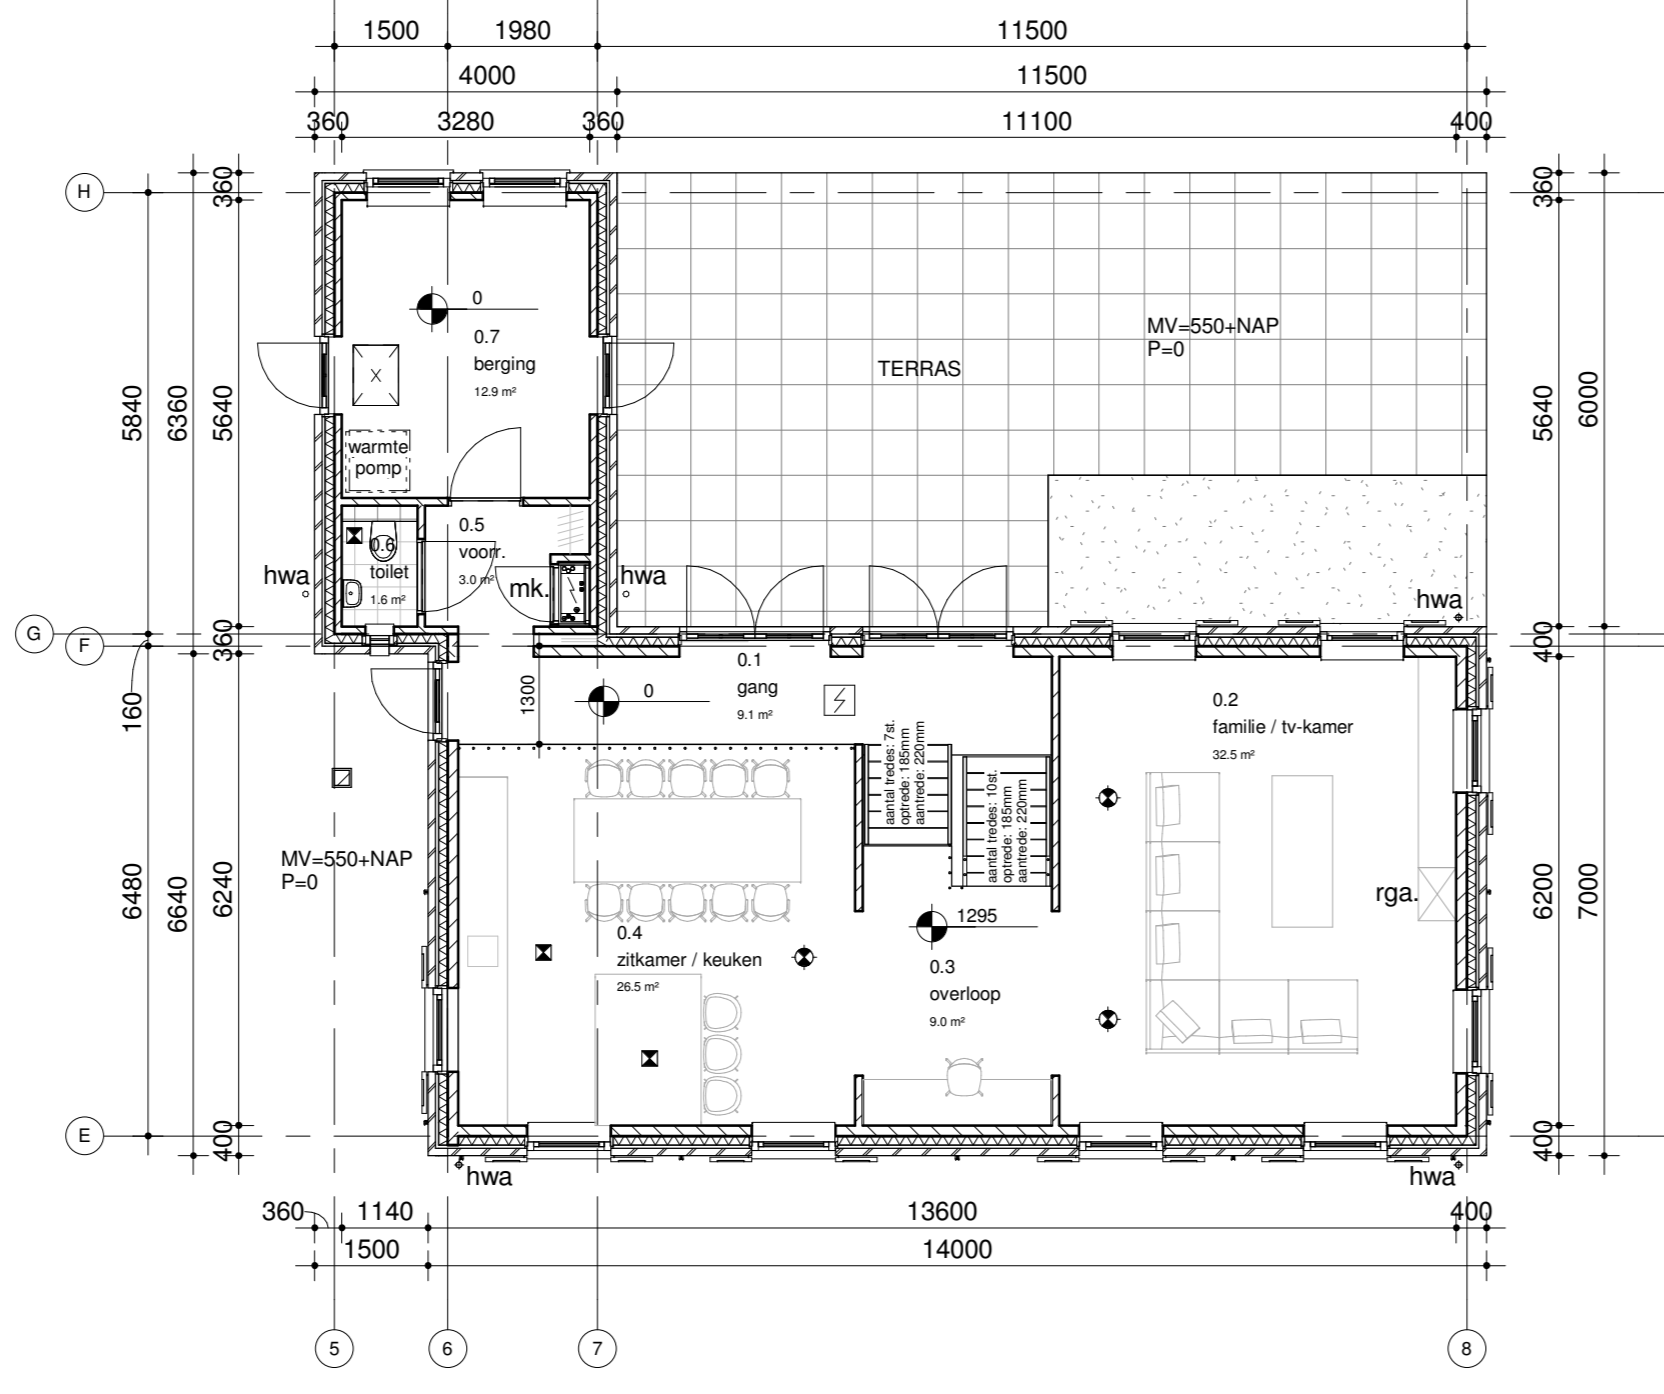 1500 1980 11500
4000 11500
360 3280 360 11100 400
H
360
360
0
0.7
berging
12.9 m²
X
warmte
pomp
MV=550+NAP
P=0
TERRAS
5840
6360
5640
5640
6000
0.5
voorr.
3.0 m²
0.6
toilet
1.6 m²
mk.
hwa
hwa
hwa
G
F
360
400
160
1300
0.1
gang
9.1 m²
0
0.2
familie / tv-kamer
32.5 m²
aantal tredes: 7st.
optrede: 185mm
aantrede: 220mm
aantal tredes: 10st.
optrede: 185mm
aantrede: 220mm
MV=550+NAP
P=0
6480
6640
6240
6200
7000
rga.
1295
0.4
zitkamer / keuken
26.5 m²
0.3
overloop
9.0 m²
E
400
400
hwa
hwa
360 1140 13600 400
1500 14000
5 6 7 8